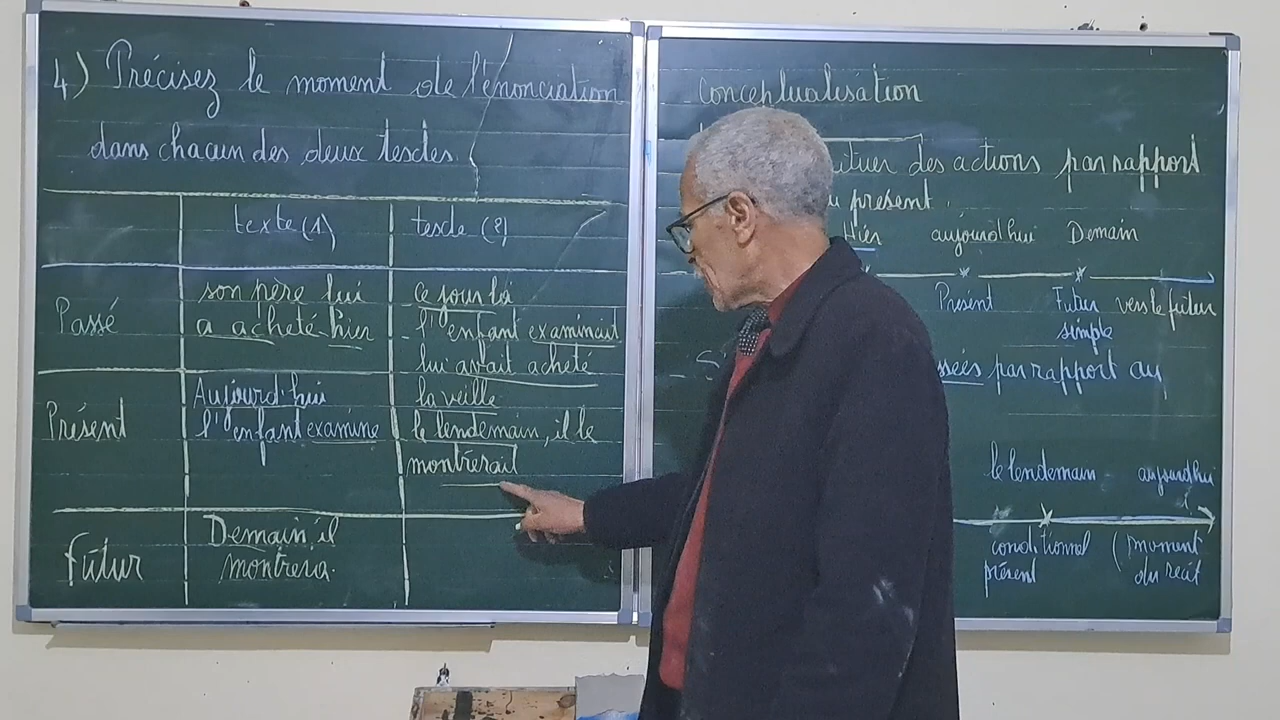 4) Précisez le moment de l'énonciation
dans chacun des deux textes.
texte (1)
texte (2)
Passé
son père lui
a acheté hier
ce jour là
l'enfant examinait
lui avait acheté
la veille
Présent
Aujourd'hui
l'enfant examine
le lendemain, il le
montrerait
Futur
Demain, il
montrera.
Conceptualisation
des actions par rapport
présent.
Hier aujourd'hui Demain
Présent Futur vers le futur
simple
par rapport au
le lendemain aujourd'hui
conditionnel (moment
présent du récit